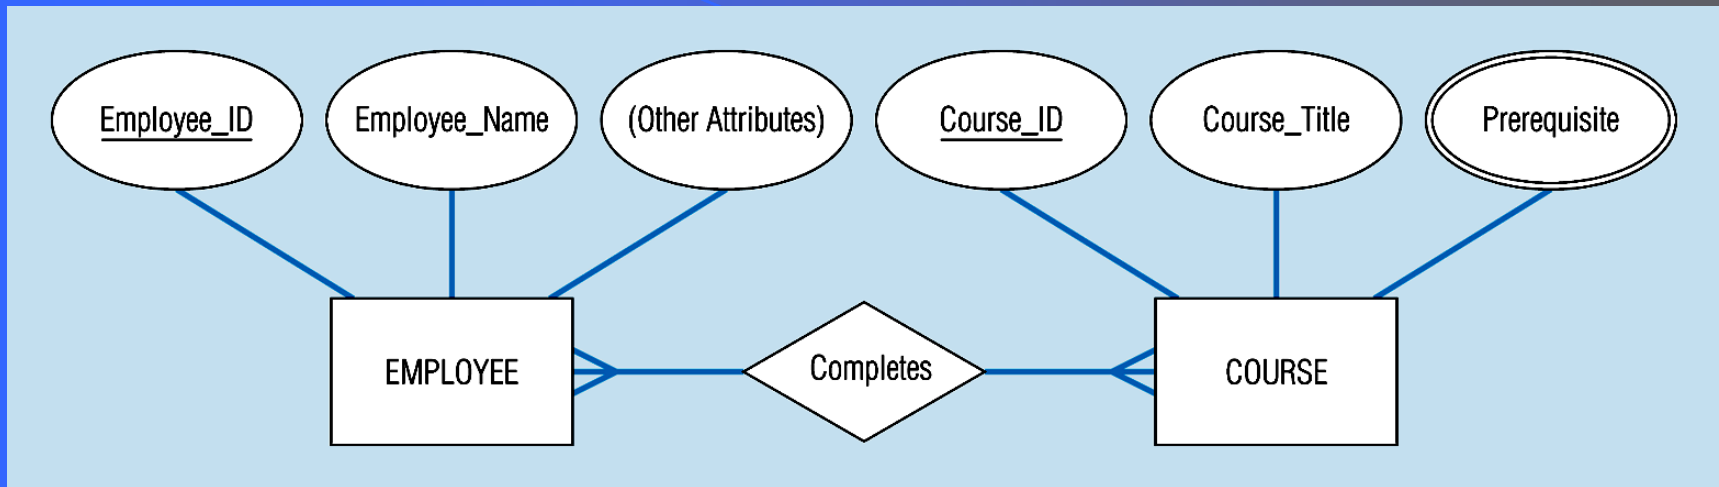 Employee_ID
Employee_Name
(Other Attributes)
Course_ID
Course_Title
Prerequisite
EMPLOYEE
Completes
COURSE